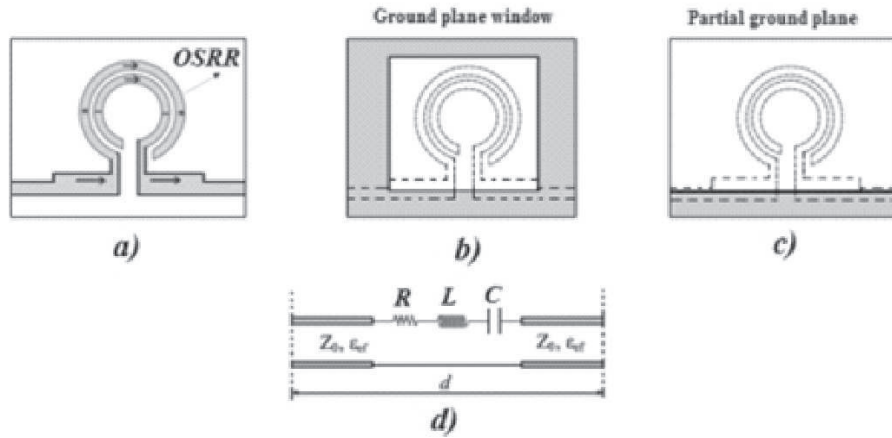 Ground plane window
Partial ground plane
OSRR
a)
b)
c)
R L C
Z₀, εef
Z₀, εef
d
d)